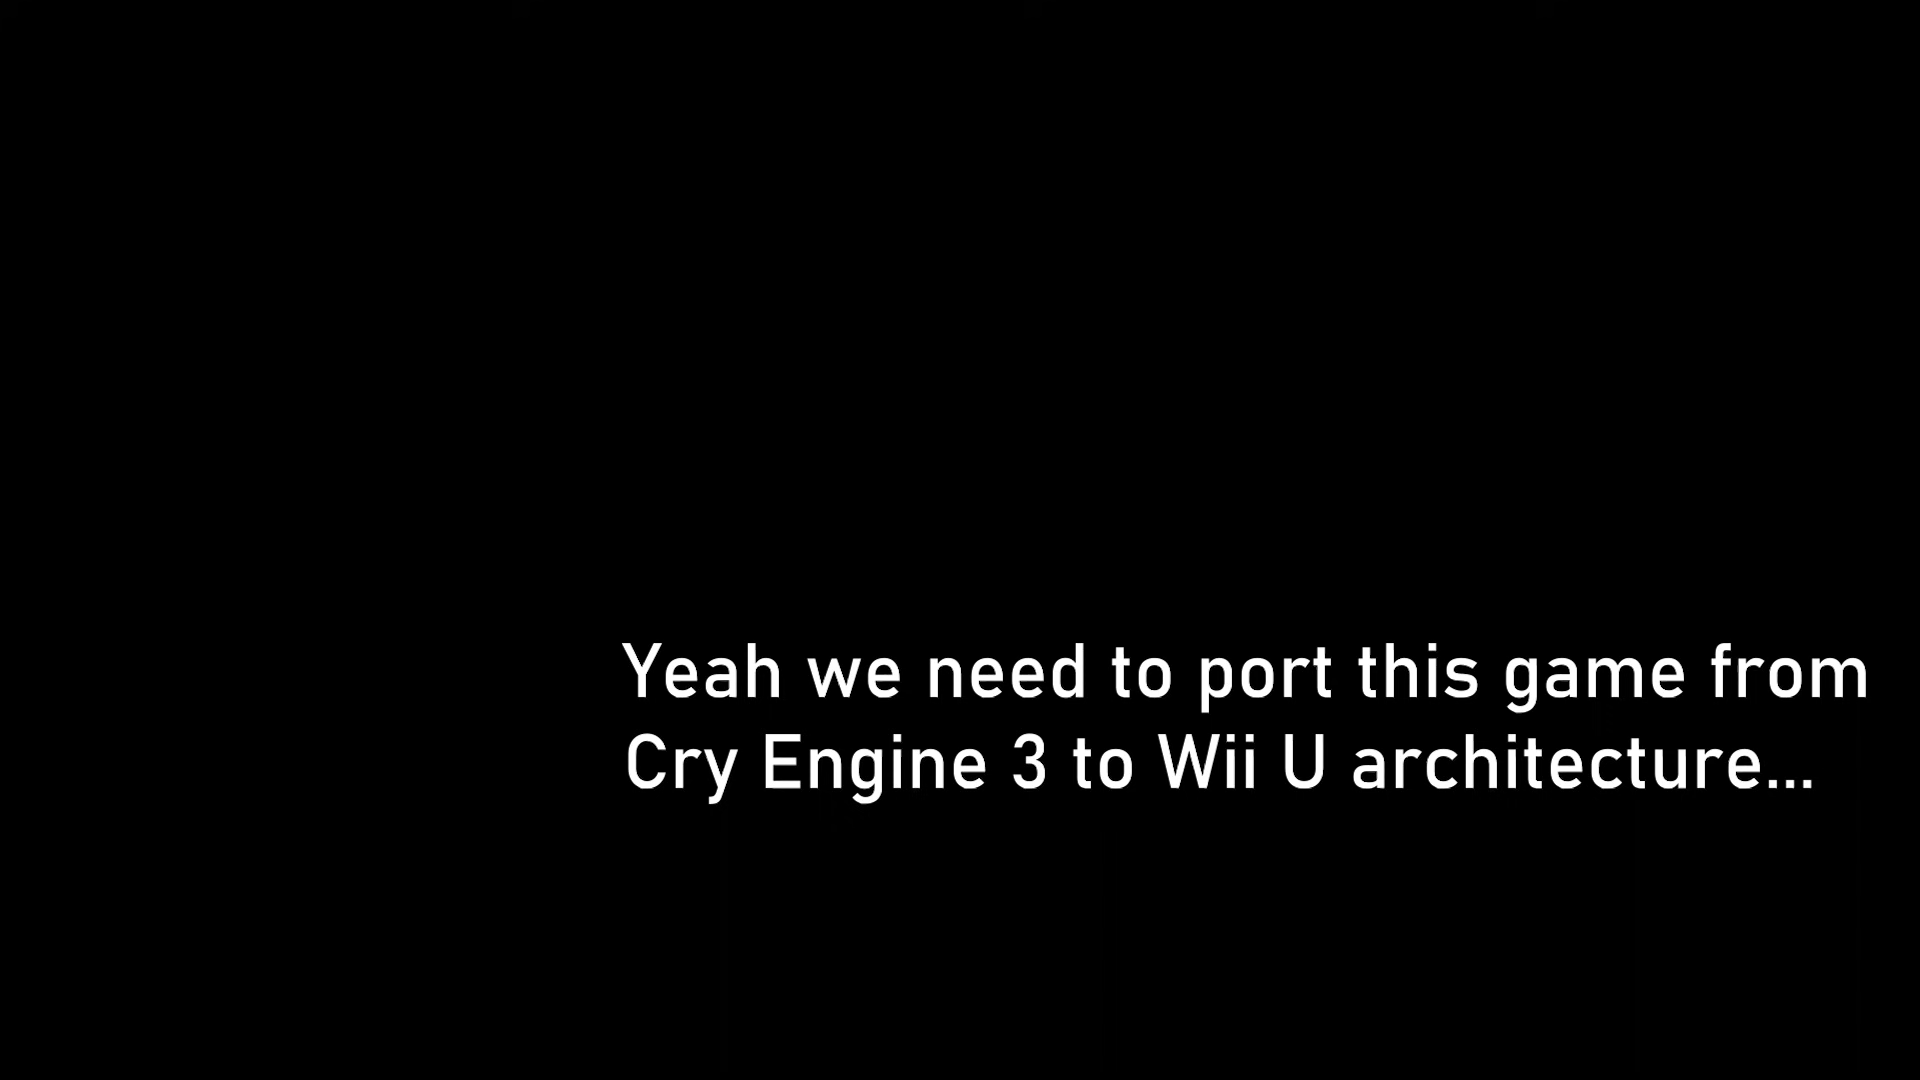 Yeah we need to port this game from
Cry Engine 3 to Wii U architecture...